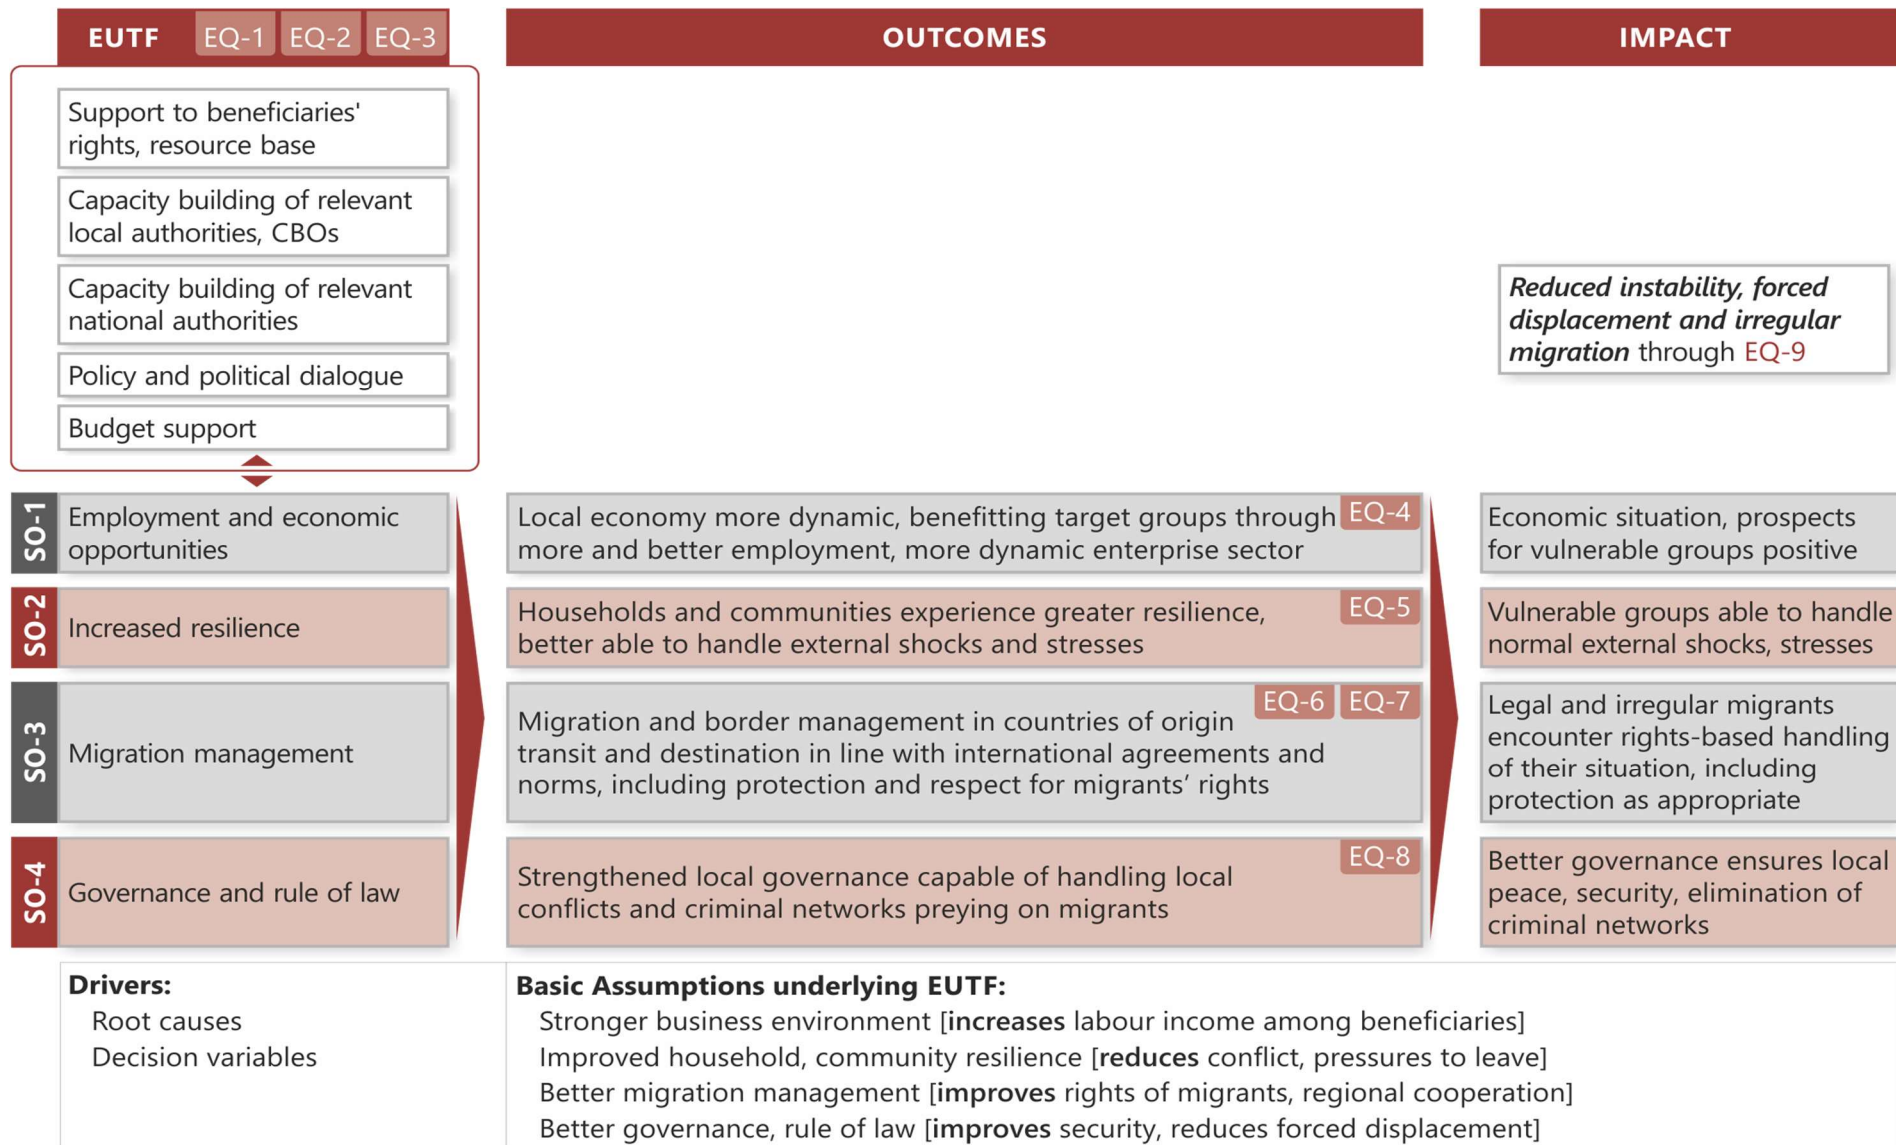 EUTF EQ-1 EQ-2 EQ-3
OUTCOMES
IMPACT
Support to beneficiaries'
rights, resource base
Capacity building of relevant
local authorities, CBOs
Capacity building of relevant
national authorities
Policy and political dialogue
Budget support
Reduced instability, forced
displacement and irregular
migration through EQ-9
SO-1
Employment and economic
opportunities
Local economy more dynamic, benefitting target groups through
more and better employment, more dynamic enterprise sector
EQ-4
Economic situation, prospects
for vulnerable groups positive
SO-2
Increased resilience
Households and communities experience greater resilience,
better able to handle external shocks and stresses
EQ-5
Vulnerable groups able to handle
normal external shocks, stresses
SO-3
Migration management
EQ-6 EQ-7
Migration and border management in countries of origin
transit and destination in line with international agreements and
norms, including protection and respect for migrants’ rights
Legal and irregular migrants
encounter rights-based handling
of their situation, including
protection as appropriate
SO-4
Governance and rule of law
EQ-8
Strengthened local governance capable of handling local
conflicts and criminal networks preying on migrants
Better governance ensures local
peace, security, elimination of
criminal networks
Drivers:
Root causes
Decision variables
Basic Assumptions underlying EUTF:
Stronger business environment [increases labour income among beneficiaries]
Improved household, community resilience [reduces conflict, pressures to leave]
Better migration management [improves rights of migrants, regional cooperation]
Better governance, rule of law [improves security, reduces forced displacement]